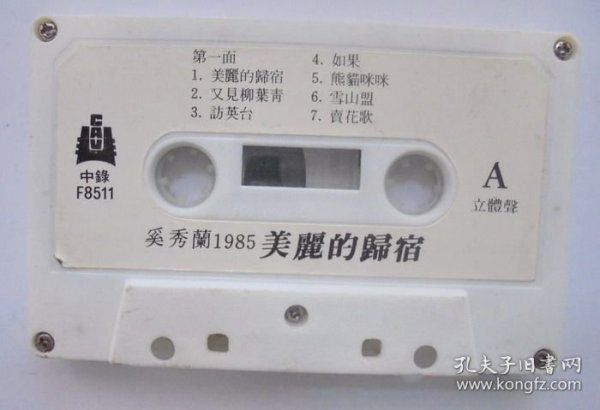 第一面
1. 美麗的歸宿
2. 又見柳葉青
3. 訪英台
4. 如果
5. 熊貓咪咪
6. 雪山盟
7. 賣花歌
CAV
中錄
F8511
A
立體聲
奚秀蘭1985 美麗的歸宿
孔夫子旧书网
www.kongfz.com